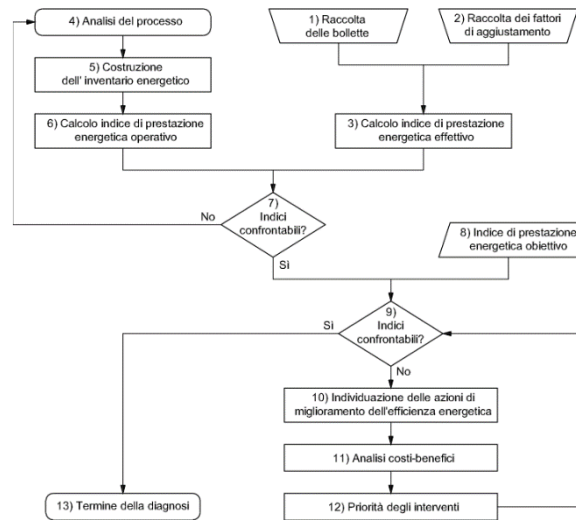 4) Analisi del processo
1) Raccolta
delle bollette
2) Raccolta dei fattori
di aggiustamento
5) Costruzione
dell' inventario energetico
6) Calcolo indice di prestazione
energetica operativo
3) Calcolo indice di prestazione
energetica effettivo
7)
Indici
confrontabili?
No
Sì
8) Indice di prestazione
energetica obiettivo
9)
Indici
confrontabili?
Sì
No
10) Individuazione delle azioni di
miglioramento dell'efficienza energetica
11) Analisi costi-benefici
13) Termine della diagnosi
12) Priorità degli interventi